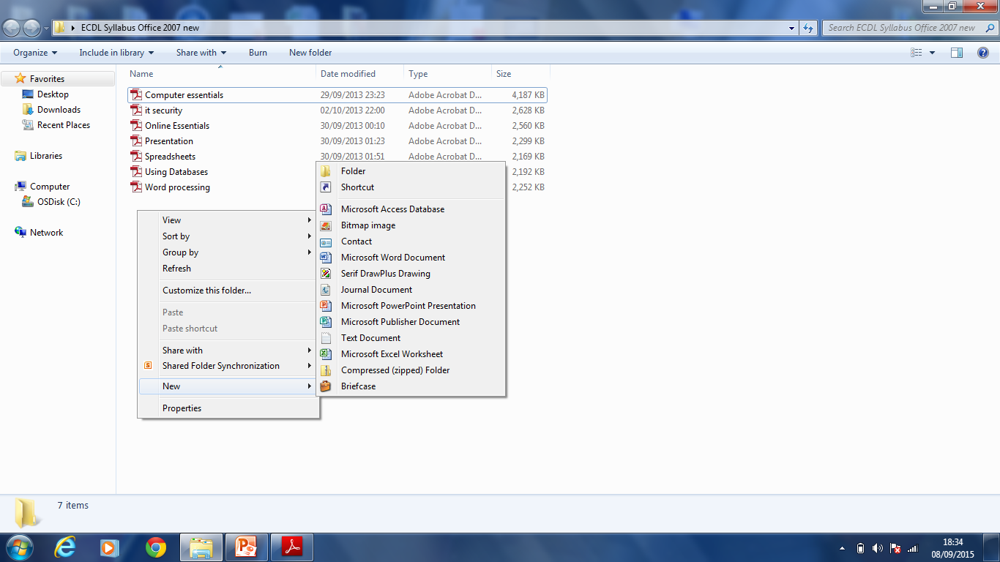 ECDL Syllabus Office 2007 new
Search ECDL Syllabus Office 2007 new
Organize Include in library Share with Burn New folder
Name Date modified Type Size
Favorites
Desktop
Downloads
Recent Places
Libraries
Computer
OSDisk (C:)
Network
Computer essentials 29/09/2013 23:23 Adobe Acrobat D... 4,187 KB
it security 02/10/2013 22:00 Adobe Acrobat D... 2,628 KB
Online Essentials 30/09/2013 00:10 Adobe Acrobat D... 2,560 KB
Presentation 30/09/2013 01:23 Adobe Acrobat D... 2,299 KB
Spreadsheets 30/09/2013 01:51 Adobe Acrobat D... 2,169 KB
Using Databases 2,192 KB
Word processing 2,252 KB
View
Sort by
Group by
Refresh
Customize this folder...
Paste
Paste shortcut
Share with
Shared Folder Synchronization
New
Properties
Folder
Shortcut
Microsoft Access Database
Bitmap image
Contact
Microsoft Word Document
Serif DrawPlus Drawing
Journal Document
Microsoft PowerPoint Presentation
Microsoft Publisher Document
Text Document
Microsoft Excel Worksheet
Compressed (zipped) Folder
Briefcase
7 items
18:34
08/09/2015